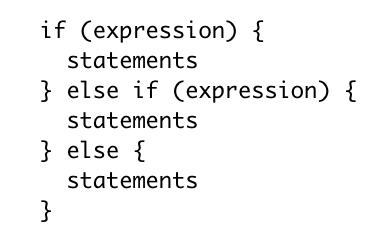 if (expression) {
  statements
} else if (expression) {
  statements
} else {
  statements
}